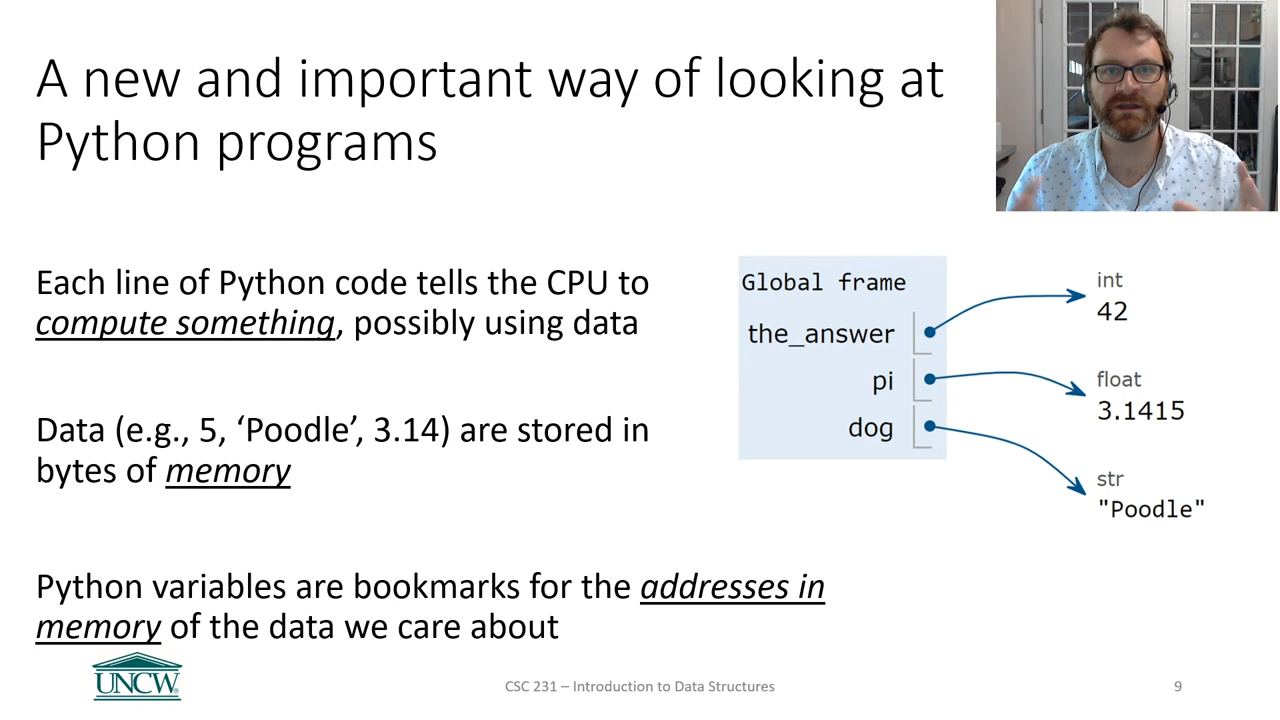 A new and important way of looking at
Python programs
Each line of Python code tells the CPU to
compute something, possibly using data
Data (e.g., 5, ‘Poodle’, 3.14) are stored in
bytes of memory
Python variables are bookmarks for the addresses in
memory of the data we care about
Global frame
the_answer
pi
dog
int
42
float
3.1415
str
"Poodle"
UNCW
CSC 231 – Introduction to Data Structures
9